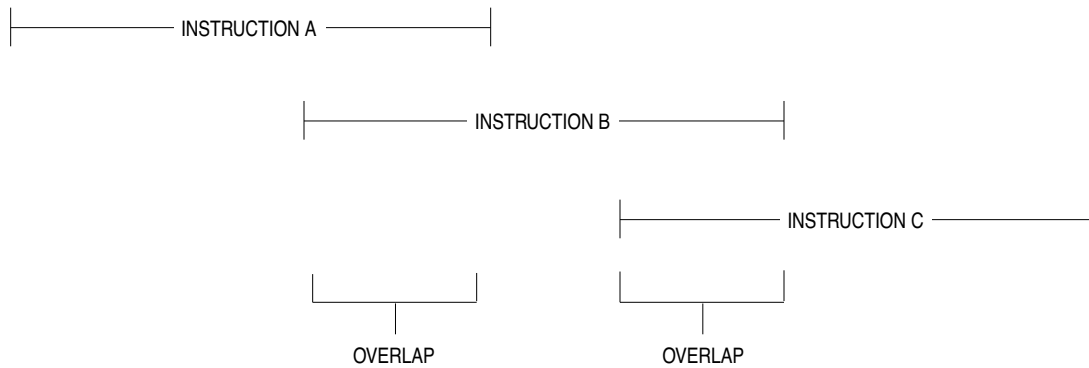 INSTRUCTION A
INSTRUCTION B
INSTRUCTION C
OVERLAP
OVERLAP